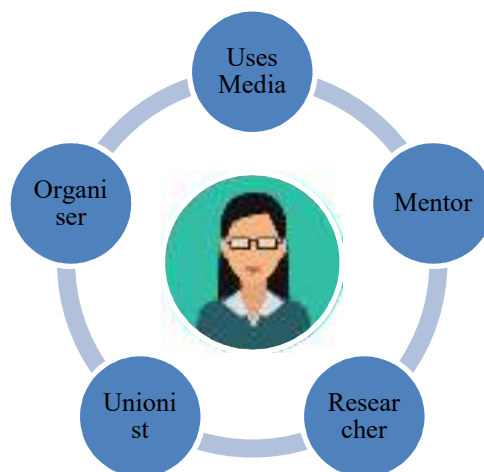 Uses
Media
Mentor
Resear
cher
Unioni
st
Organi
ser